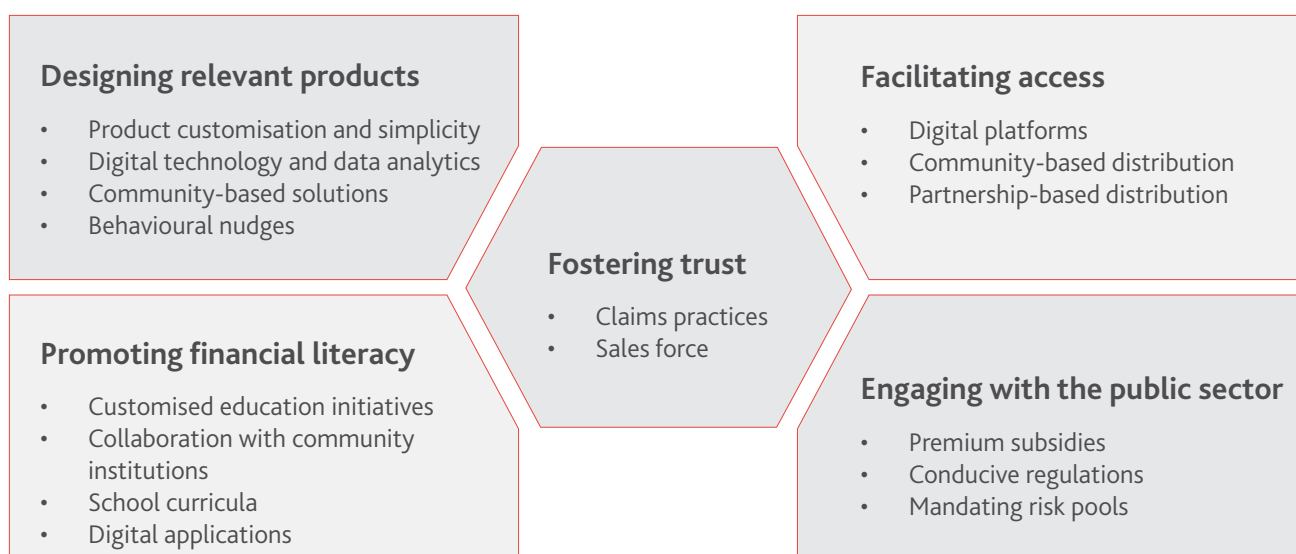 Designing relevant products
• Product customisation and simplicity
• Digital technology and data analytics
• Community-based solutions
• Behavioural nudges
Facilitating access
• Digital platforms
• Community-based distribution
• Partnership-based distribution
Fostering trust
• Claims practices
• Sales force
Promoting financial literacy
• Customised education initiatives
• Collaboration with community
institutions
• School curricula
• Digital applications
Engaging with the public sector
• Premium subsidies
• Conducive regulations
• Mandating risk pools